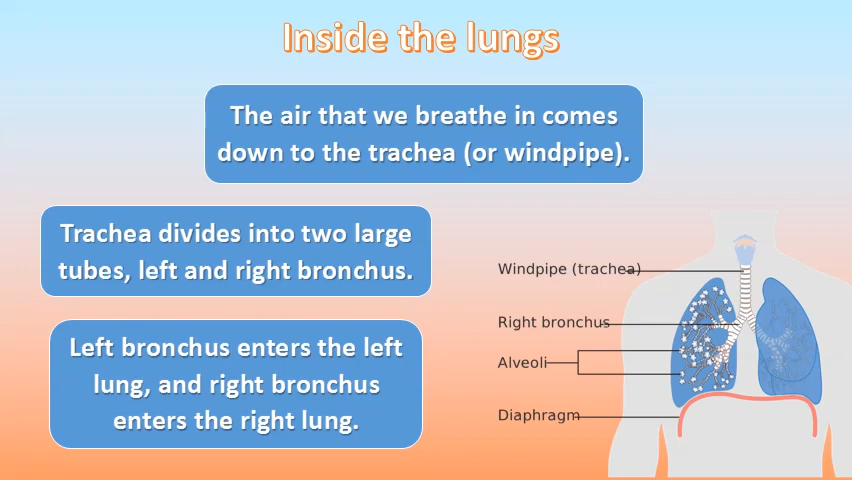 Inside the lungs
The air that we breathe in comes
down to the trachea (or windpipe).
Trachea divides into two large
tubes, left and right bronchus.
Left bronchus enters the left
lung, and right bronchus
enters the right lung.
Windpipe (trachea)
Right bronchus
Alveoli
Diaphragm